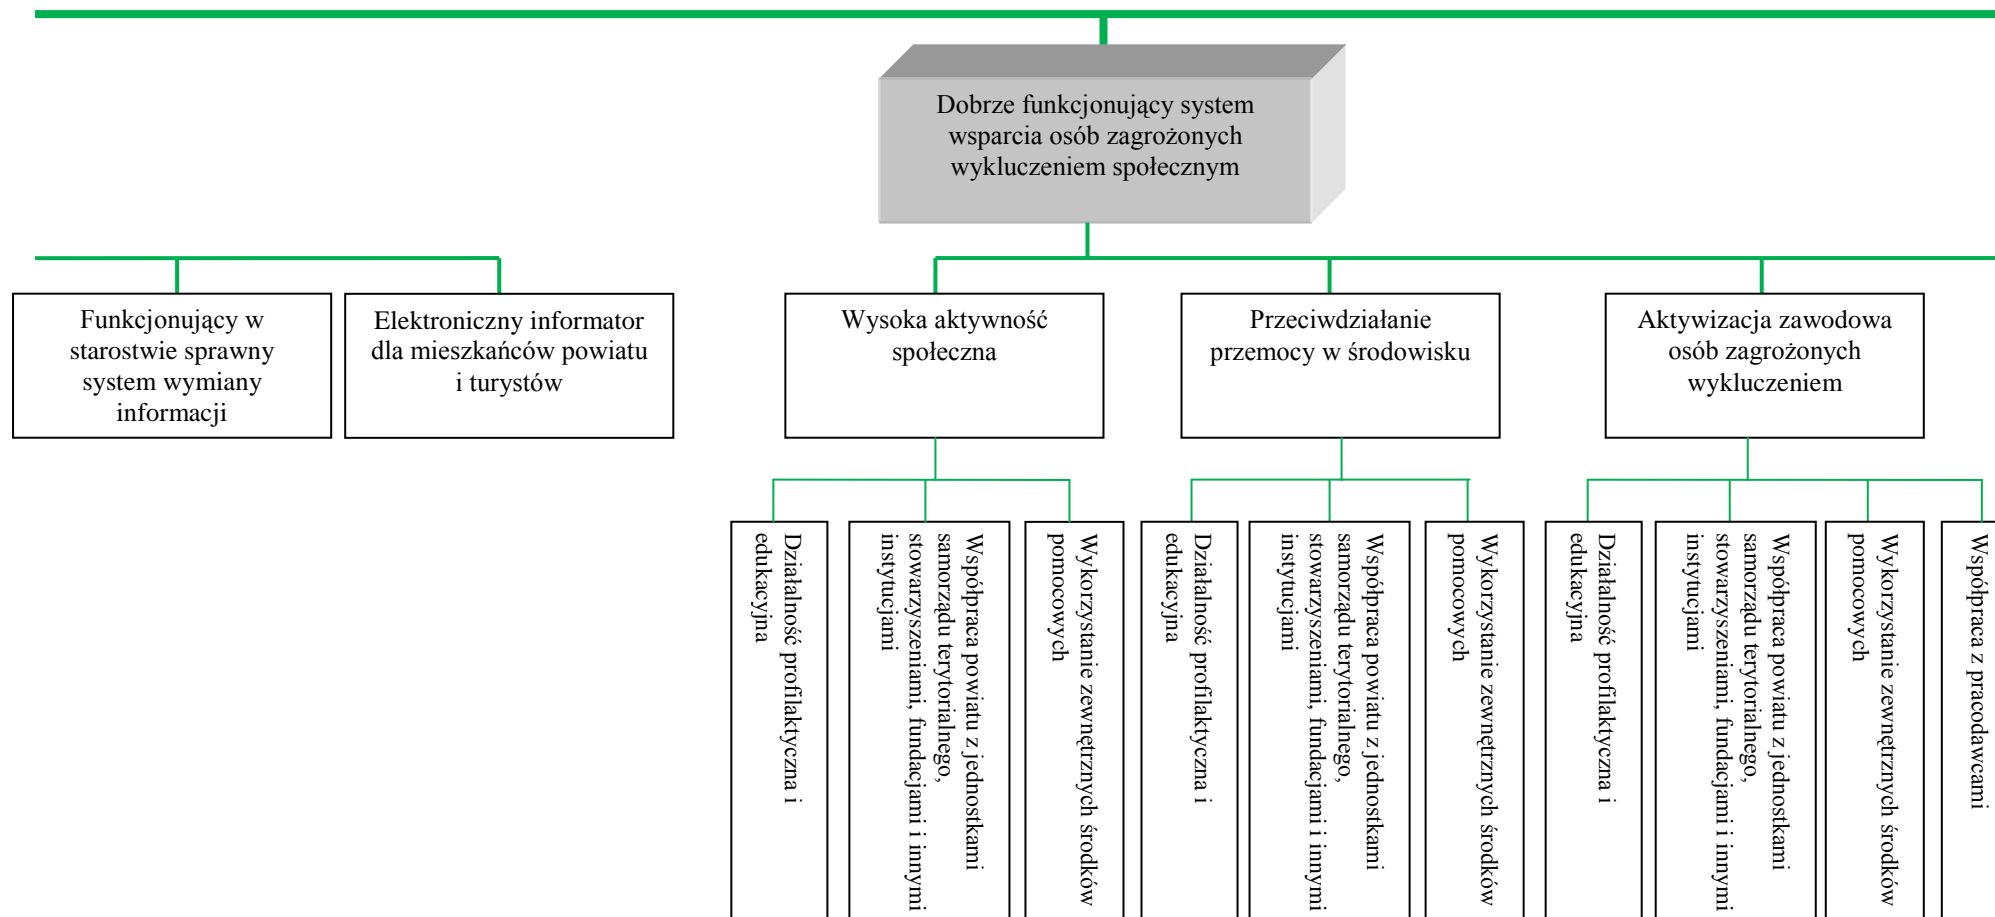 Dobrze funkcjonujący system
wsparcia osób zagrożonych
wykluczeniem społecznym
Funkcjonujący w
starostwie sprawny
system wymiany
informacji
Elektroniczny informator
dla mieszkańców powiatu
i turystów
Wysoka aktywność
społeczna
Przeciwdziałanie
przemocy w środowisku
Aktywizacja zawodowa
osób zagrożonych
wykluczeniem
Działalność profilaktyczna i
edukacyjna
Współpraca powiatu z jednostkami
samorządu terytorialnego,
stowarzyszeniami, fundacjami i innymi
instytucjami
Wykorzystanie zewnętrznych środków
pomocowych
Działalność profilaktyczna i
edukacyjna
Współpraca powiatu z jednostkami
samorządu terytorialnego,
stowarzyszeniami, fundacjami i innymi
instytucjami
Wykorzystanie zewnętrznych środków
pomocowych
Działalność profilaktyczna i
edukacyjna
Współpraca powiatu z jednostkami
samorządu terytorialnego,
stowarzyszeniami, fundacjami i innymi
instytucjami
Wykorzystanie zewnętrznych środków
pomocowych
Współpraca z pracodawcami